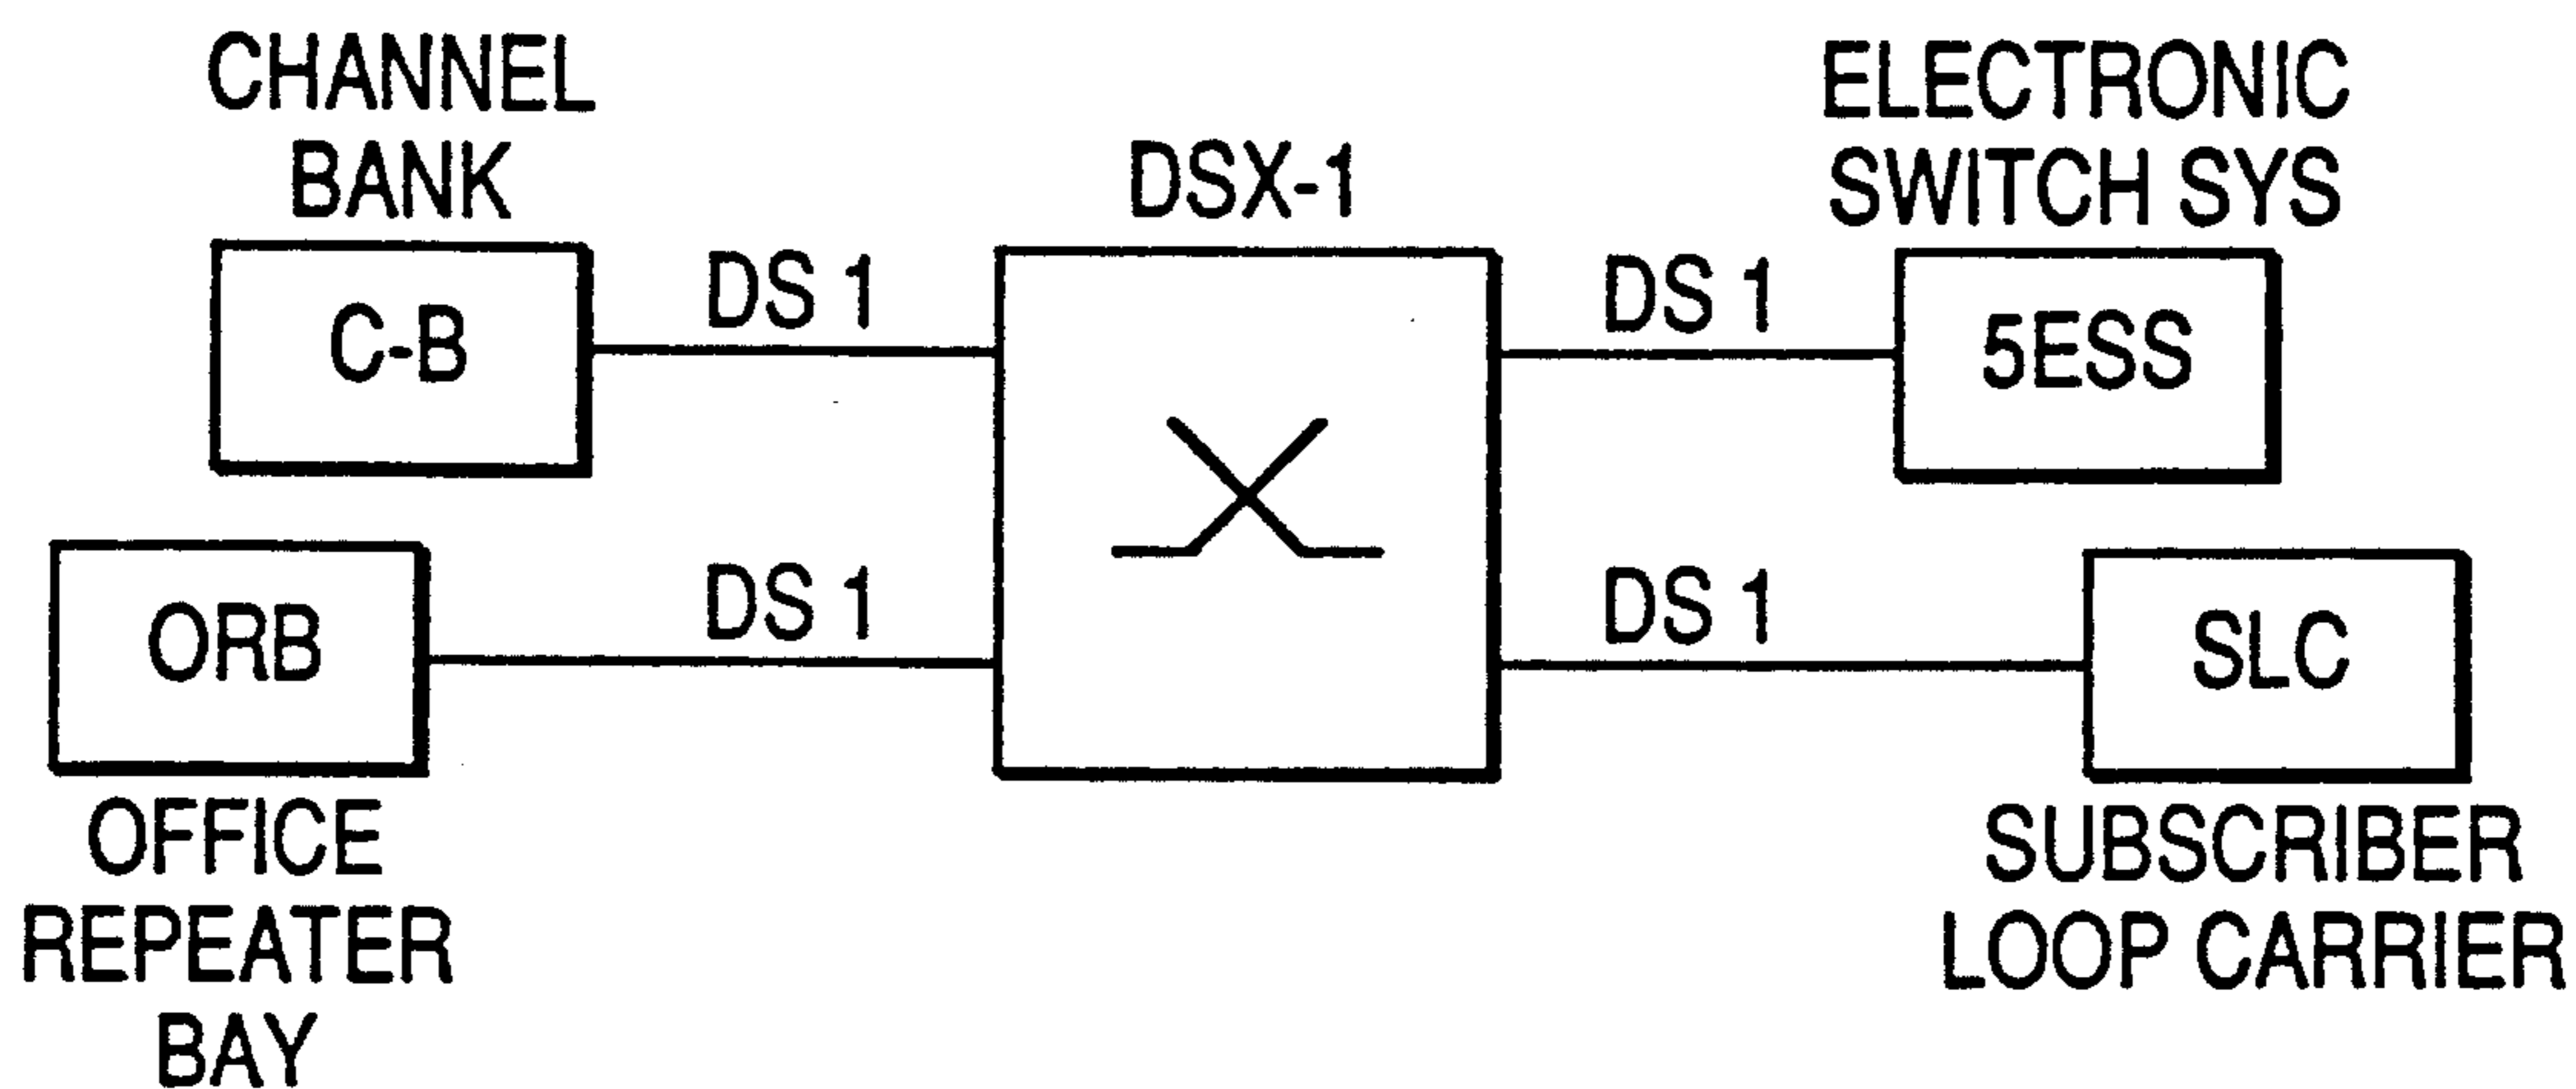 CHANNEL
BANK
C-B
DS 1
DSX-1
DS 1
ELECTRONIC
SWITCH SYS
5ESS
ORB
OFFICE
REPEATER
BAY
DS 1
DS 1
SLC
SUBSCRIBER
LOOP CARRIER